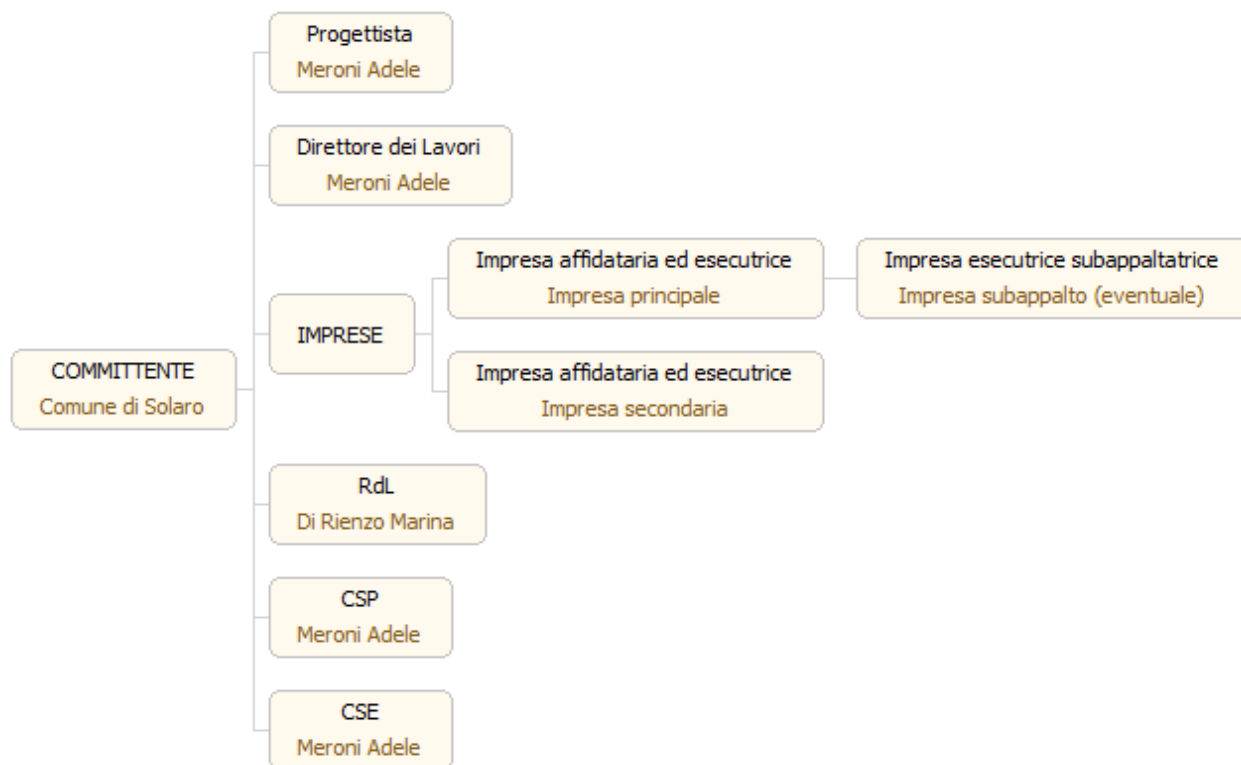 Progettista
Meroni Adele
Direttore dei Lavori
Meroni Adele
Impresa affidataria ed esecutrice
Impresa principale
Impresa esecutrice subappaltatrice
Impresa subappalto (eventuale)
IMPRESE
COMMITTENTE
Comune di Solaro
Impresa affidataria ed esecutrice
Impresa secondaria
RdL
Di Rienzo Marina
CSP
Meroni Adele
CSE
Meroni Adele